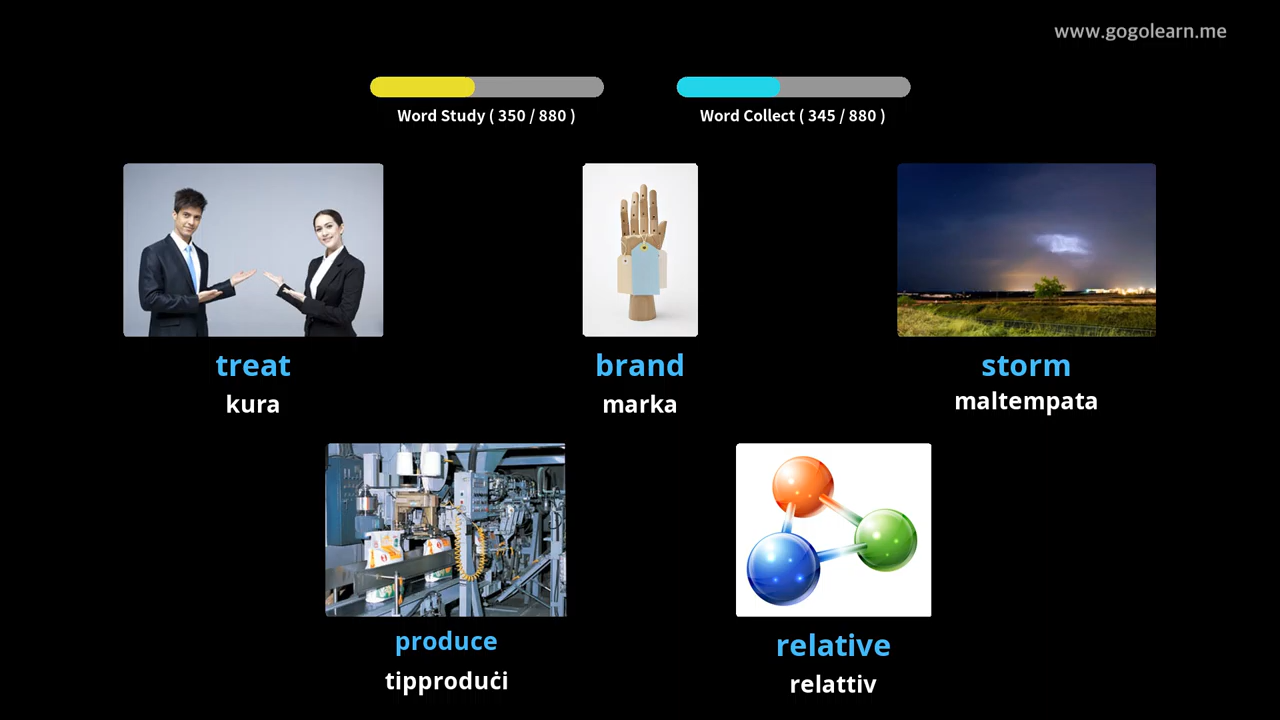 www.gogolearn.me
Word Study ( 350 / 880 )
Word Collect ( 345 / 880 )
treat
kura
brand
marka
storm
maltempata
produce
tipproduċi
relative
relattiv